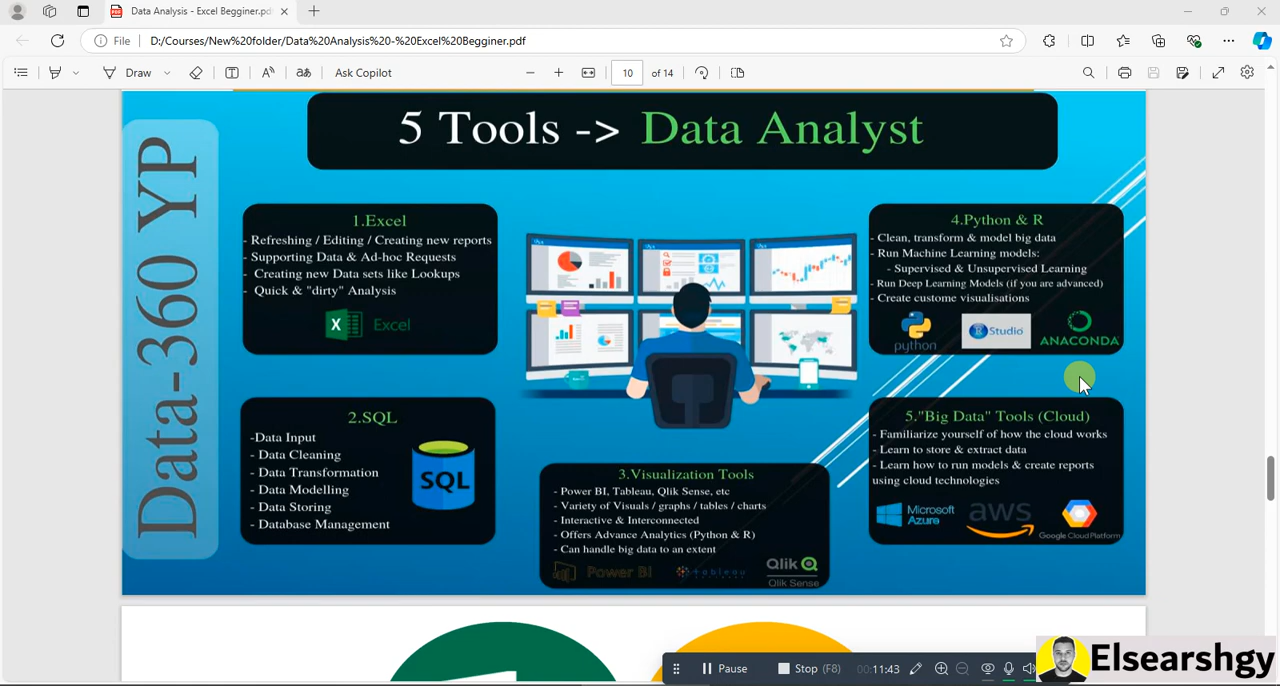 Data Analysis - Excel Begginer.pd
File
D:/Courses/New%20folder/Data%20Analysis%20-%20Excel%20Begginer.pdf
Draw
aあ
Ask Copilot
10
of 14
5 Tools -> Data Analyst
Data-360 YP
1.Excel
- Refreshing / Editing / Creating new reports
- Supporting Data & Ad-hoc Requests
- Creating new Data sets like Lookups
- Quick & "dirty" Analysis
X
Excel
2.SQL
-Data Input
- Data Cleaning
- Data Transformation
- Data Modelling
- Data Storing
- Database Management
SQL
3.Visualization Tools
- Power BI, Tableau, Qlik Sense, etc
- Variety of Visuals / graphs / tables / charts
- Interactive & Interconnected
- Offers Advance Analytics (Python & R)
- Can handle big data to an extent
Power BI
tableau
Qlik
Qlik Sense
4.Python & R
- Clean, transform & model big data
- Run Machine Learning models:
- Supervised & Unsupervised Learning
- Run Deep Learning Models (if you are advanced)
- Create custome visualisations
python
R Studio
ANACONDA
5."Big Data" Tools (Cloud)
- Familiarize yourself of how the cloud works
- Learn to store & extract data
- Learn how to run models & create reports
using cloud technologies
Microsoft
Azure
aws
Google Cloud Platform
Pause
Stop (F8)
00:11:43
Elsearshgy